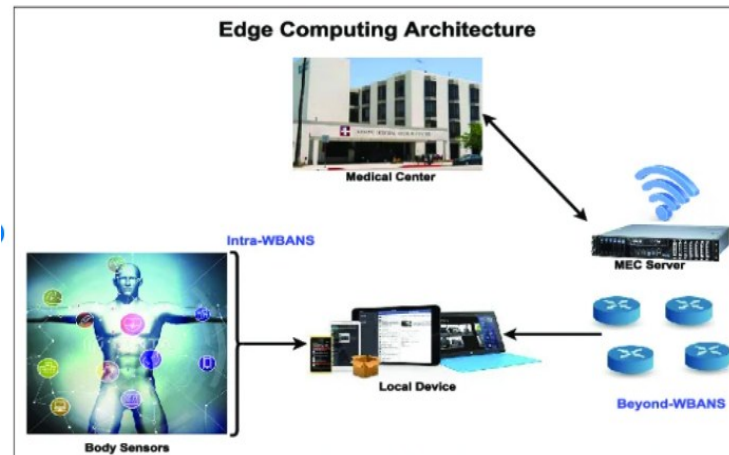 Edge Computing Architecture
Medical Center
Intra-WBANS
MEC Server
Local Device
Beyond-WBANS
Body Sensors